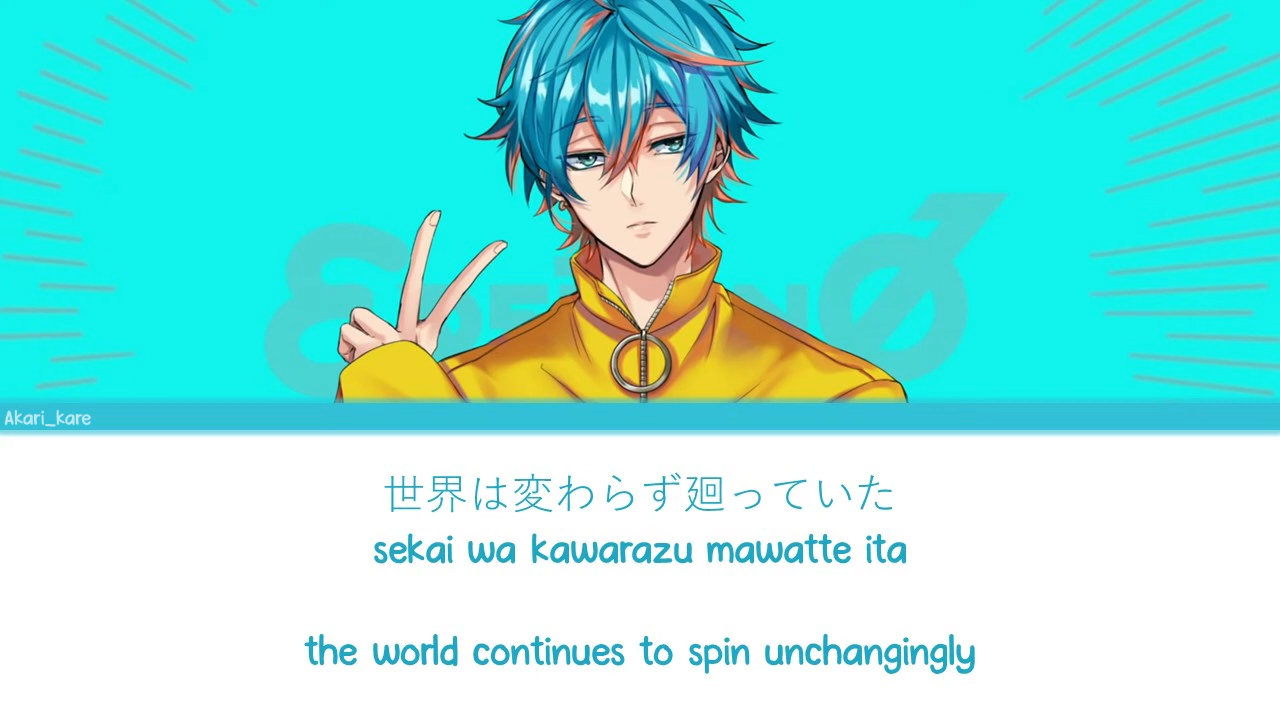 Akari_kare
世界は変わらず廻っていた
sekai wa kawarazu mawatte ita
the world continues to spin unchangingly